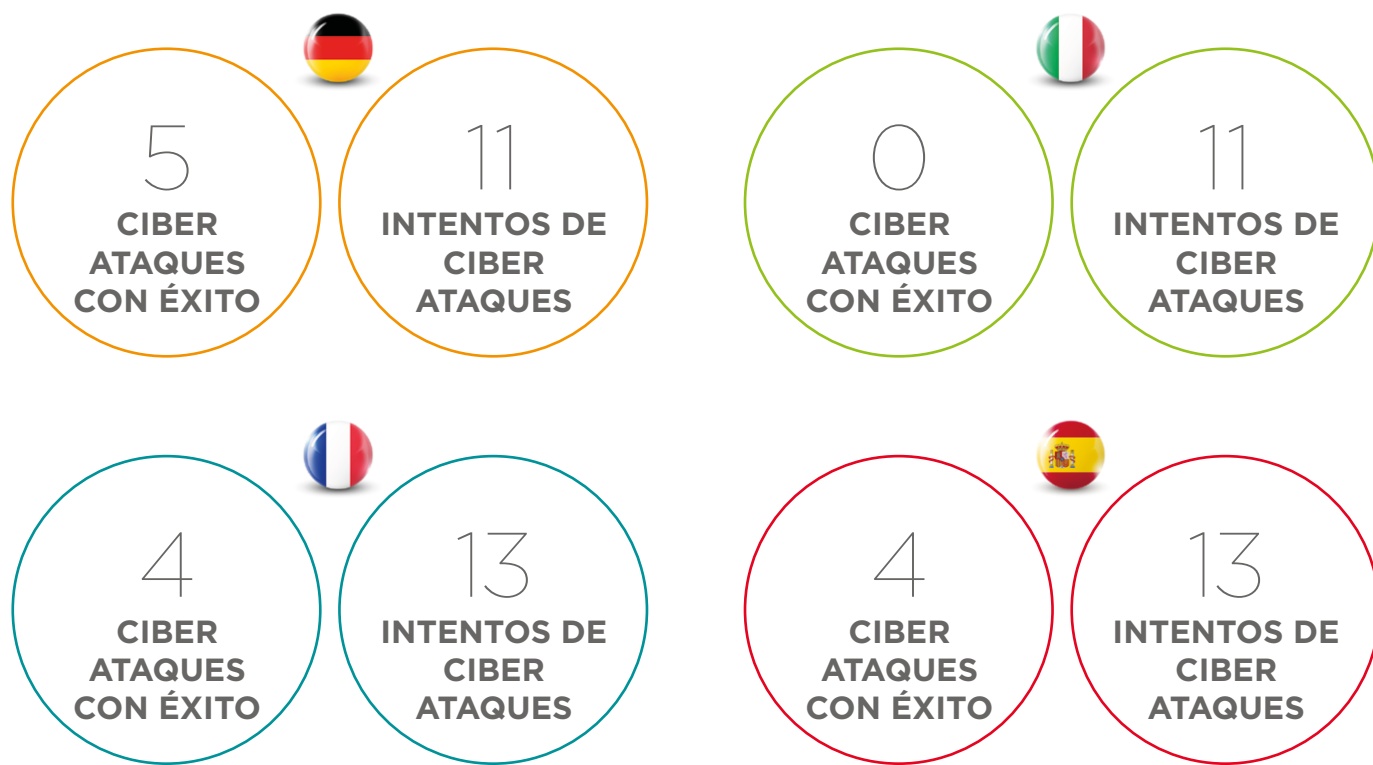 5
CIBER
ATAQUES
CON ÉXITO
11
INTENTOS DE
CIBER
ATAQUES
0
CIBER
ATAQUES
CON ÉXITO
11
INTENTOS DE
CIBER
ATAQUES
4
CIBER
ATAQUES
CON ÉXITO
13
INTENTOS DE
CIBER
ATAQUES
4
CIBER
ATAQUES
CON ÉXITO
13
INTENTOS DE
CIBER
ATAQUES